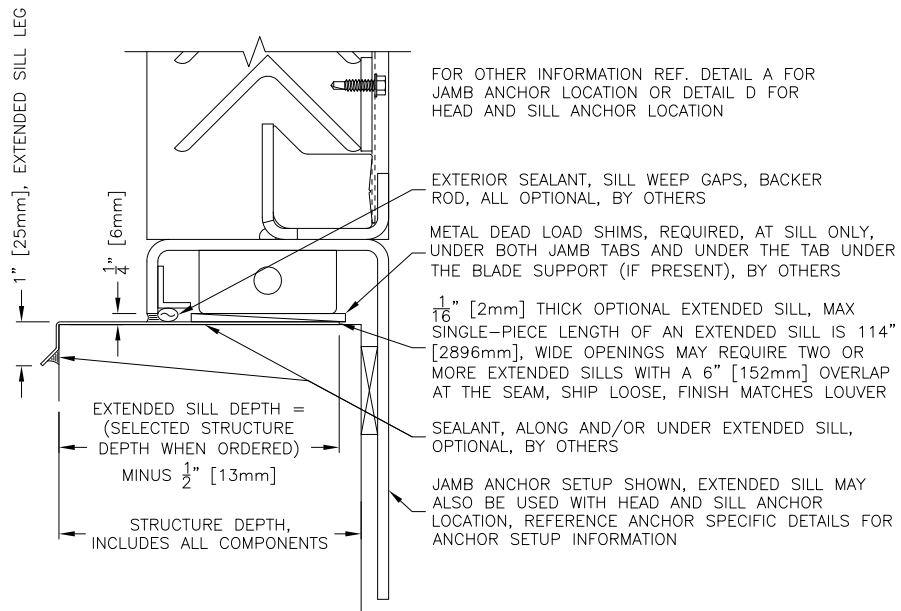 1" [25mm], EXTENDED SILL LEG
1/4" [6mm]
FOR OTHER INFORMATION REF. DETAIL A FOR
JAMB ANCHOR LOCATION OR DETAIL D FOR
HEAD AND SILL ANCHOR LOCATION
EXTERIOR SEALANT, SILL WEEP GAPS, BACKER
ROD, ALL OPTIONAL, BY OTHERS
METAL DEAD LOAD SHIMS, REQUIRED, AT SILL ONLY,
UNDER BOTH JAMB TABS AND UNDER THE TAB UNDER
THE BLADE SUPPORT (IF PRESENT), BY OTHERS
1/16" [2mm] THICK OPTIONAL EXTENDED SILL, MAX
SINGLE-PIECE LENGTH OF AN EXTENDED SILL IS 114"
[2896mm], WIDE OPENINGS MAY REQUIRE TWO OR
MORE EXTENDED SILLS WITH A 6" [152mm] OVERLAP
AT THE SEAM, SHIP LOOSE, FINISH MATCHES LOUVER
SEALANT, ALONG AND/OR UNDER EXTENDED SILL,
OPTIONAL, BY OTHERS
JAMB ANCHOR SETUP SHOWN, EXTENDED SILL MAY
ALSO BE USED WITH HEAD AND SILL ANCHOR
LOCATION, REFERENCE ANCHOR SPECIFIC DETAILS FOR
ANCHOR SETUP INFORMATION
EXTENDED SILL DEPTH =
(SELECTED STRUCTURE
DEPTH WHEN ORDERED)
MINUS 1/2" [13mm]
STRUCTURE DEPTH,
INCLUDES ALL COMPONENTS